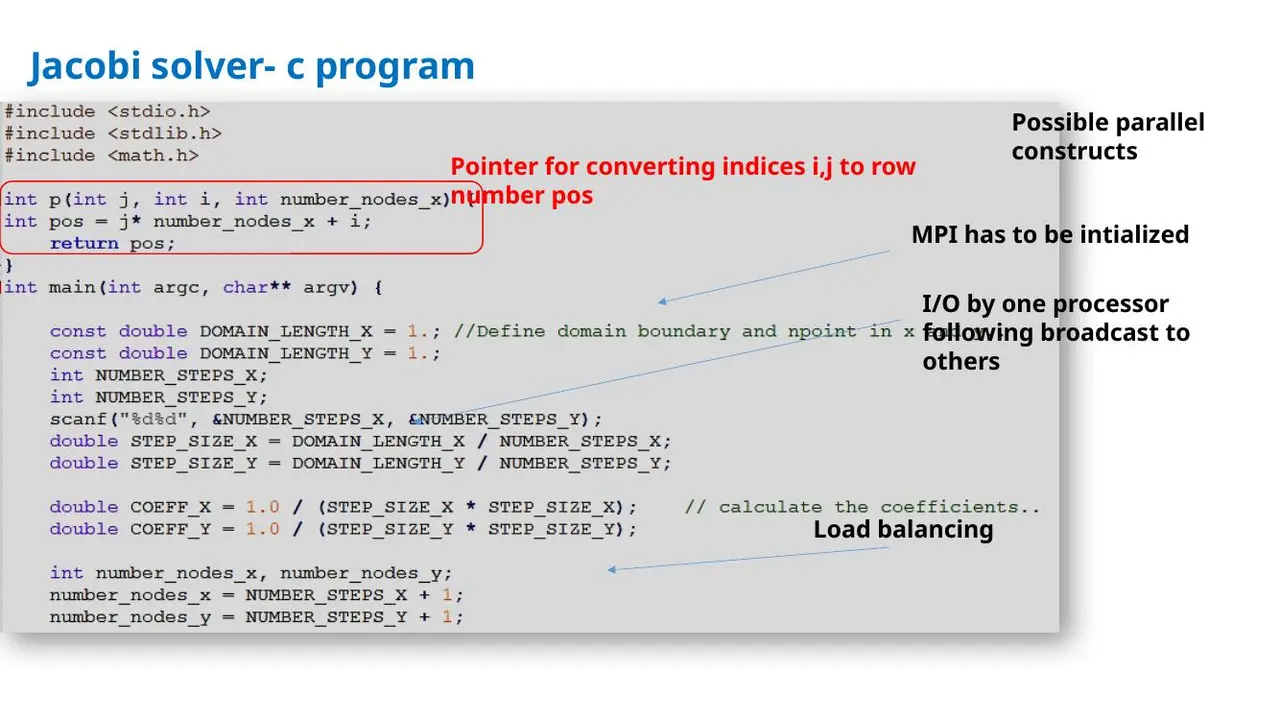 Jacobi solver- c program
#include <stdio.h>
#include <stdlib.h>
#include <math.h>
Possible parallel
constructs
Pointer for converting indices i,j to row
number pos
int p(int j, int i, int number_nodes_x) {
int pos = j* number_nodes_x + i;
return pos;
}
int main(int argc, char** argv) {
MPI has to be intialized
I/O by one processor
following broadcast to
others
const double DOMAIN_LENGTH_X = 1.; //Define domain boundary and npoint in x
const double DOMAIN_LENGTH_Y = 1.;
int NUMBER_STEPS_X;
int NUMBER_STEPS_Y;
scanf("%d%d", &NUMBER_STEPS_X, &NUMBER_STEPS_Y);
double STEP_SIZE_X = DOMAIN_LENGTH_X / NUMBER_STEPS_X;
double STEP_SIZE_Y = DOMAIN_LENGTH_Y / NUMBER_STEPS_Y;
double COEFF_X = 1.0 / (STEP_SIZE_X * STEP_SIZE_X); // calculate the coefficients..
double COEFF_Y = 1.0 / (STEP_SIZE_Y * STEP_SIZE_Y);
Load balancing
int number_nodes_x, number_nodes_y;
number_nodes_x = NUMBER_STEPS_X + 1;
number_nodes_y = NUMBER_STEPS_Y + 1;